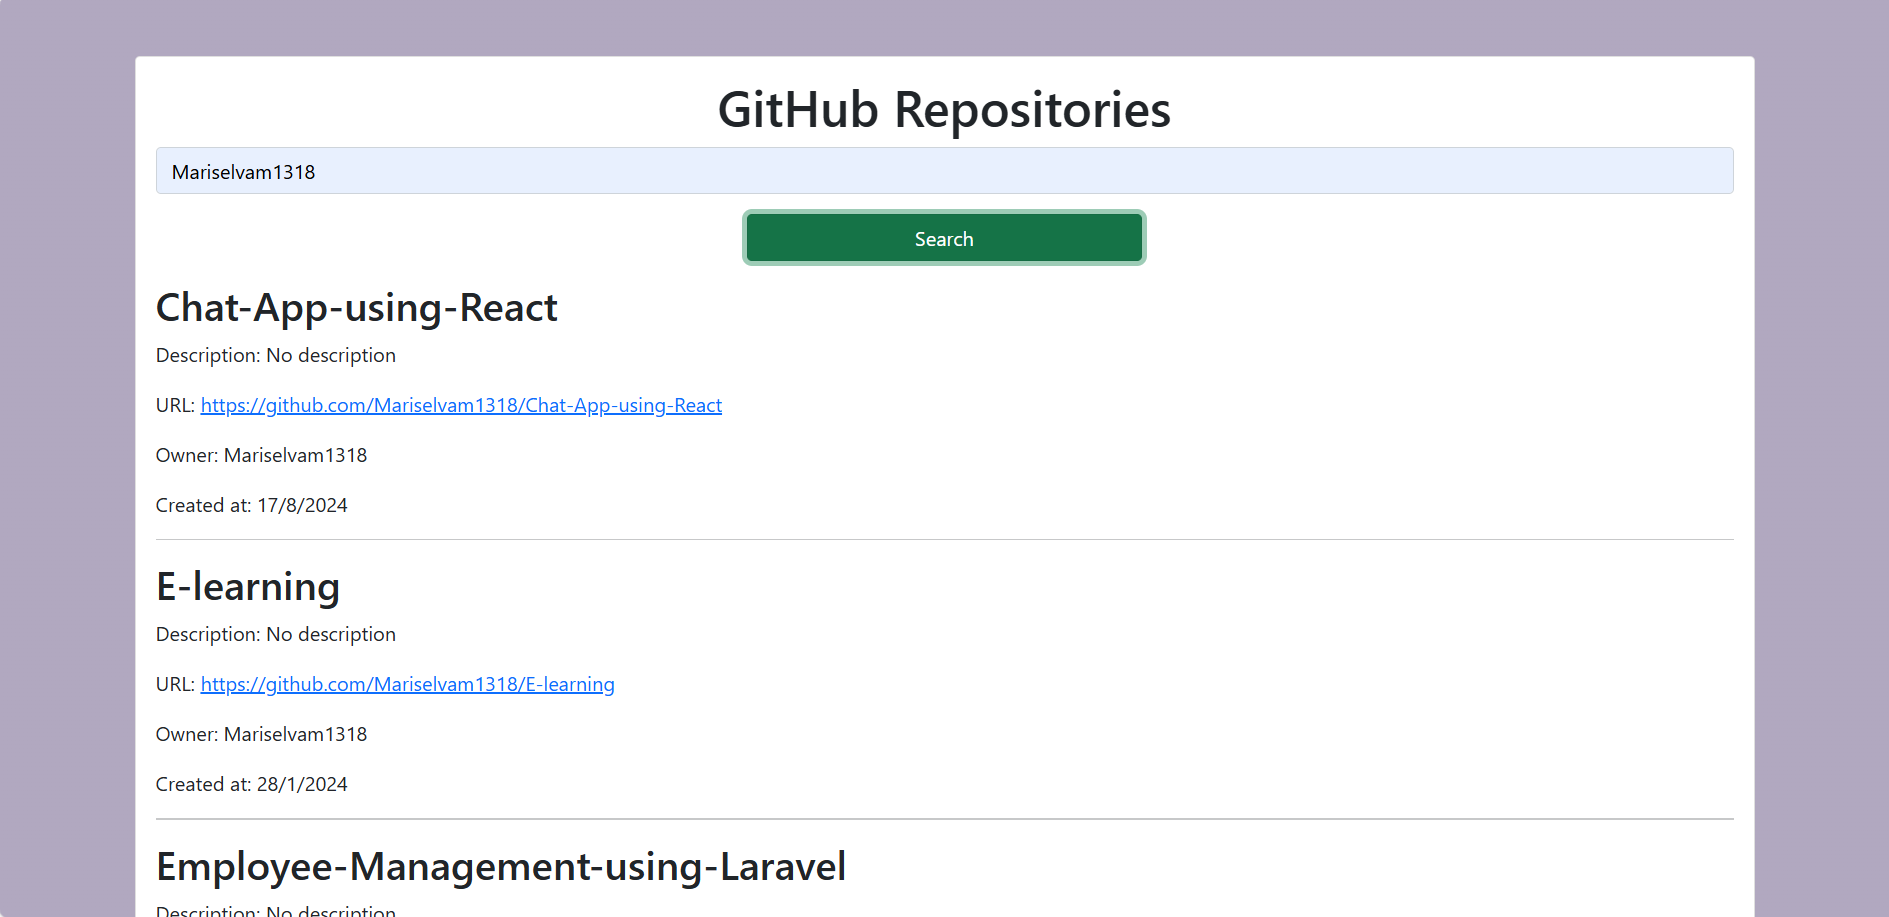 GitHub Repositories
Mariselvam1318
Search
Chat-App-using-React
Description: No description
URL: https://github.com/Mariselvam1318/Chat-App-using-React
Owner: Mariselvam1318
Created at: 17/8/2024
E-learning
Description: No description
URL: https://github.com/Mariselvam1318/E-learning
Owner: Mariselvam1318
Created at: 28/1/2024
Employee-Management-using-Laravel
Description: No description